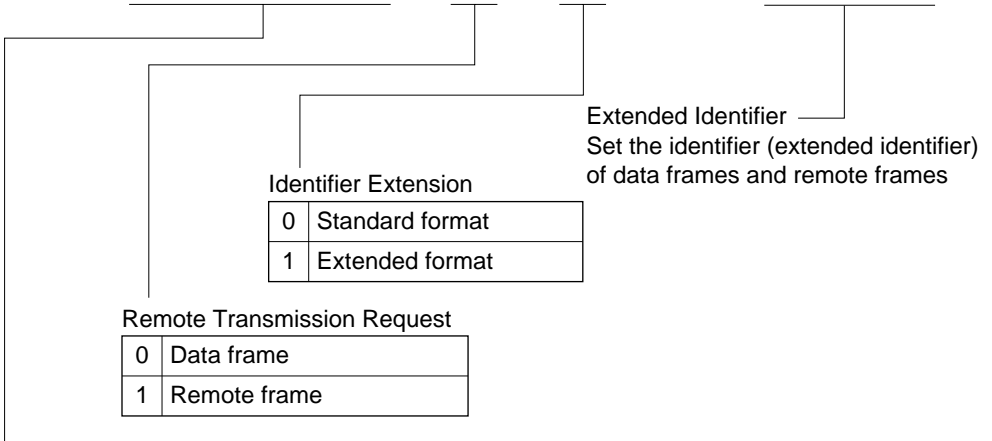 Extended Identifier
Set the identifier (extended identifier)
of data frames and remote frames
Identifier Extension
0 Standard format
1 Extended format
Remote Transmission Request
0 Data frame
1 Remote frame